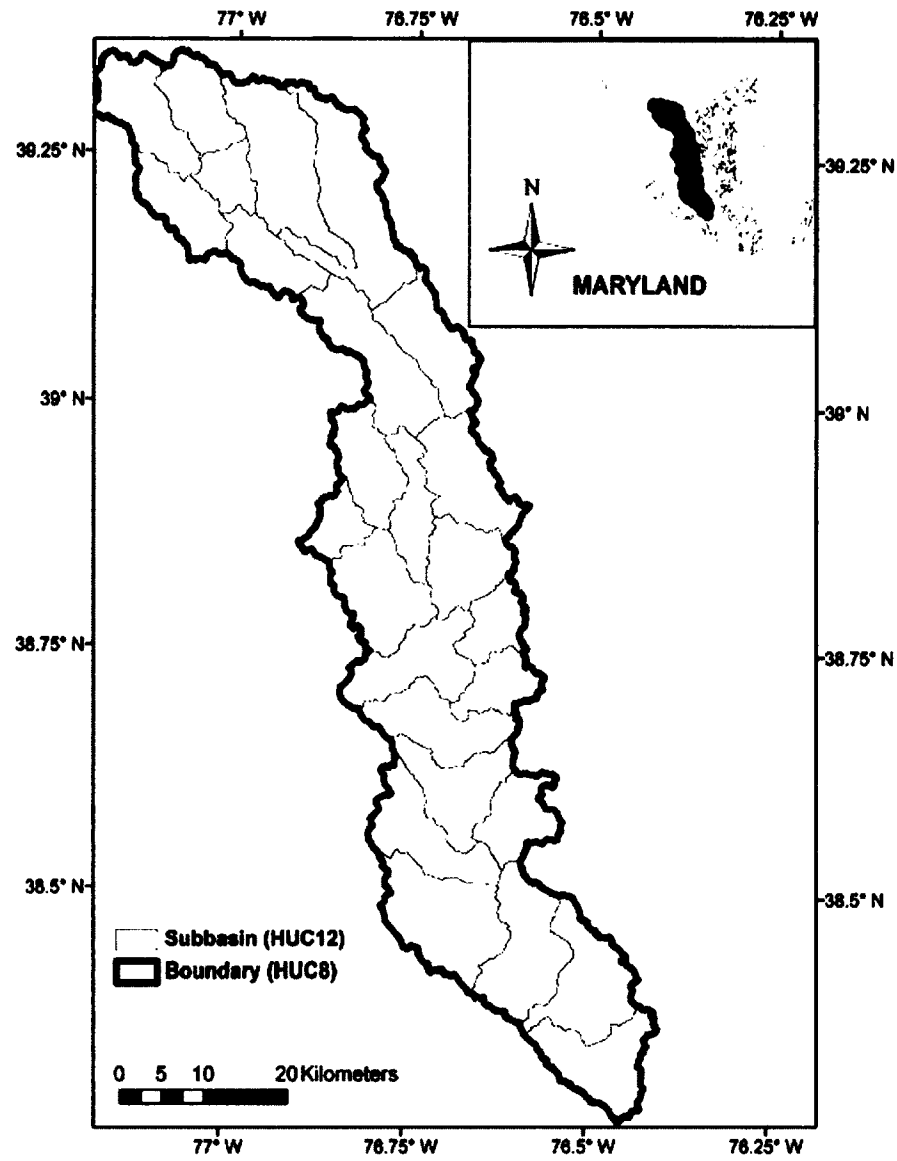 77° W 76.75° W 76.5° W 76.25° W
39.25° N
39.25° N
N
MARYLAND
39° N
39° N
38.75° N
38.75° N
38.5° N
38.5° N
Subbasin (HUC12)
Boundary (HUC8)
0 5 10 20 Kilometers
77° W 76.75° W 76.5° W 76.25° W